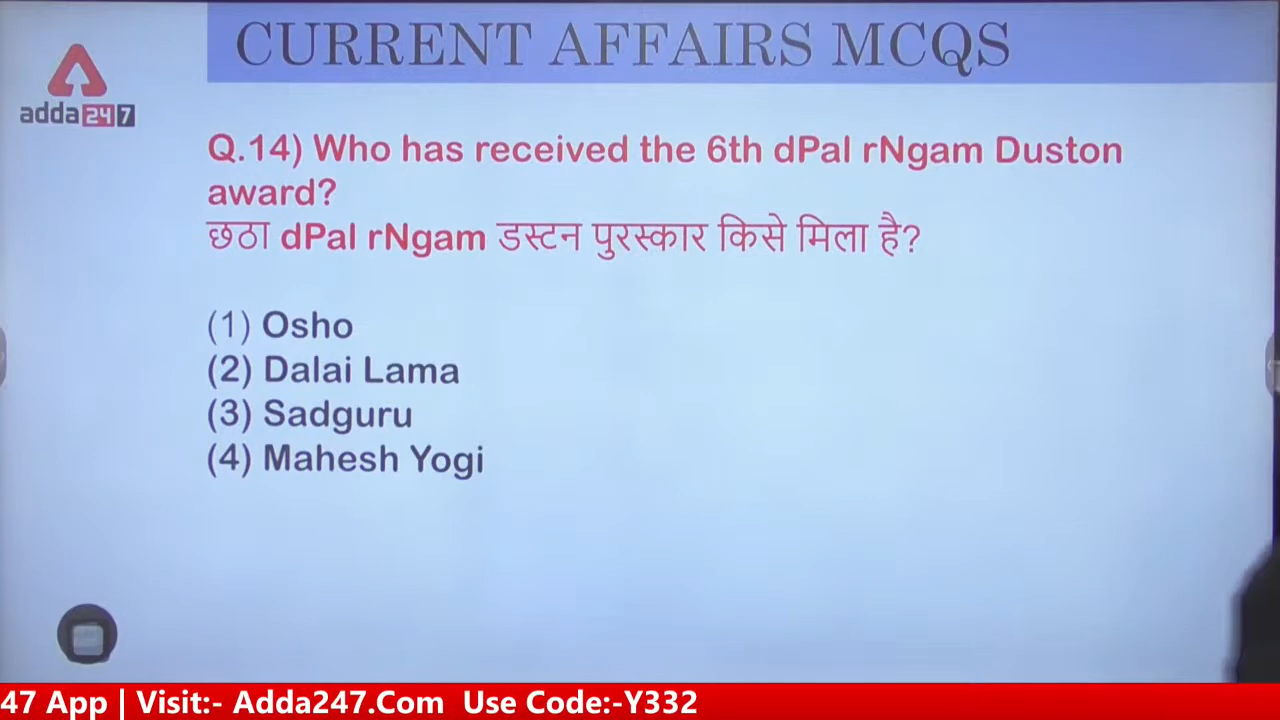 CURRENT AFFAIRS MCQS
adda247
Q.14) Who has received the 6th dPal rNgam Duston
award?
छठा dPal rNgam डस्टन पुरस्कार किसे मिला है?
(1) Osho
(2) Dalai Lama
(3) Sadguru
(4) Mahesh Yogi
47 App | Visit:- Adda247.Com Use Code:-Y332